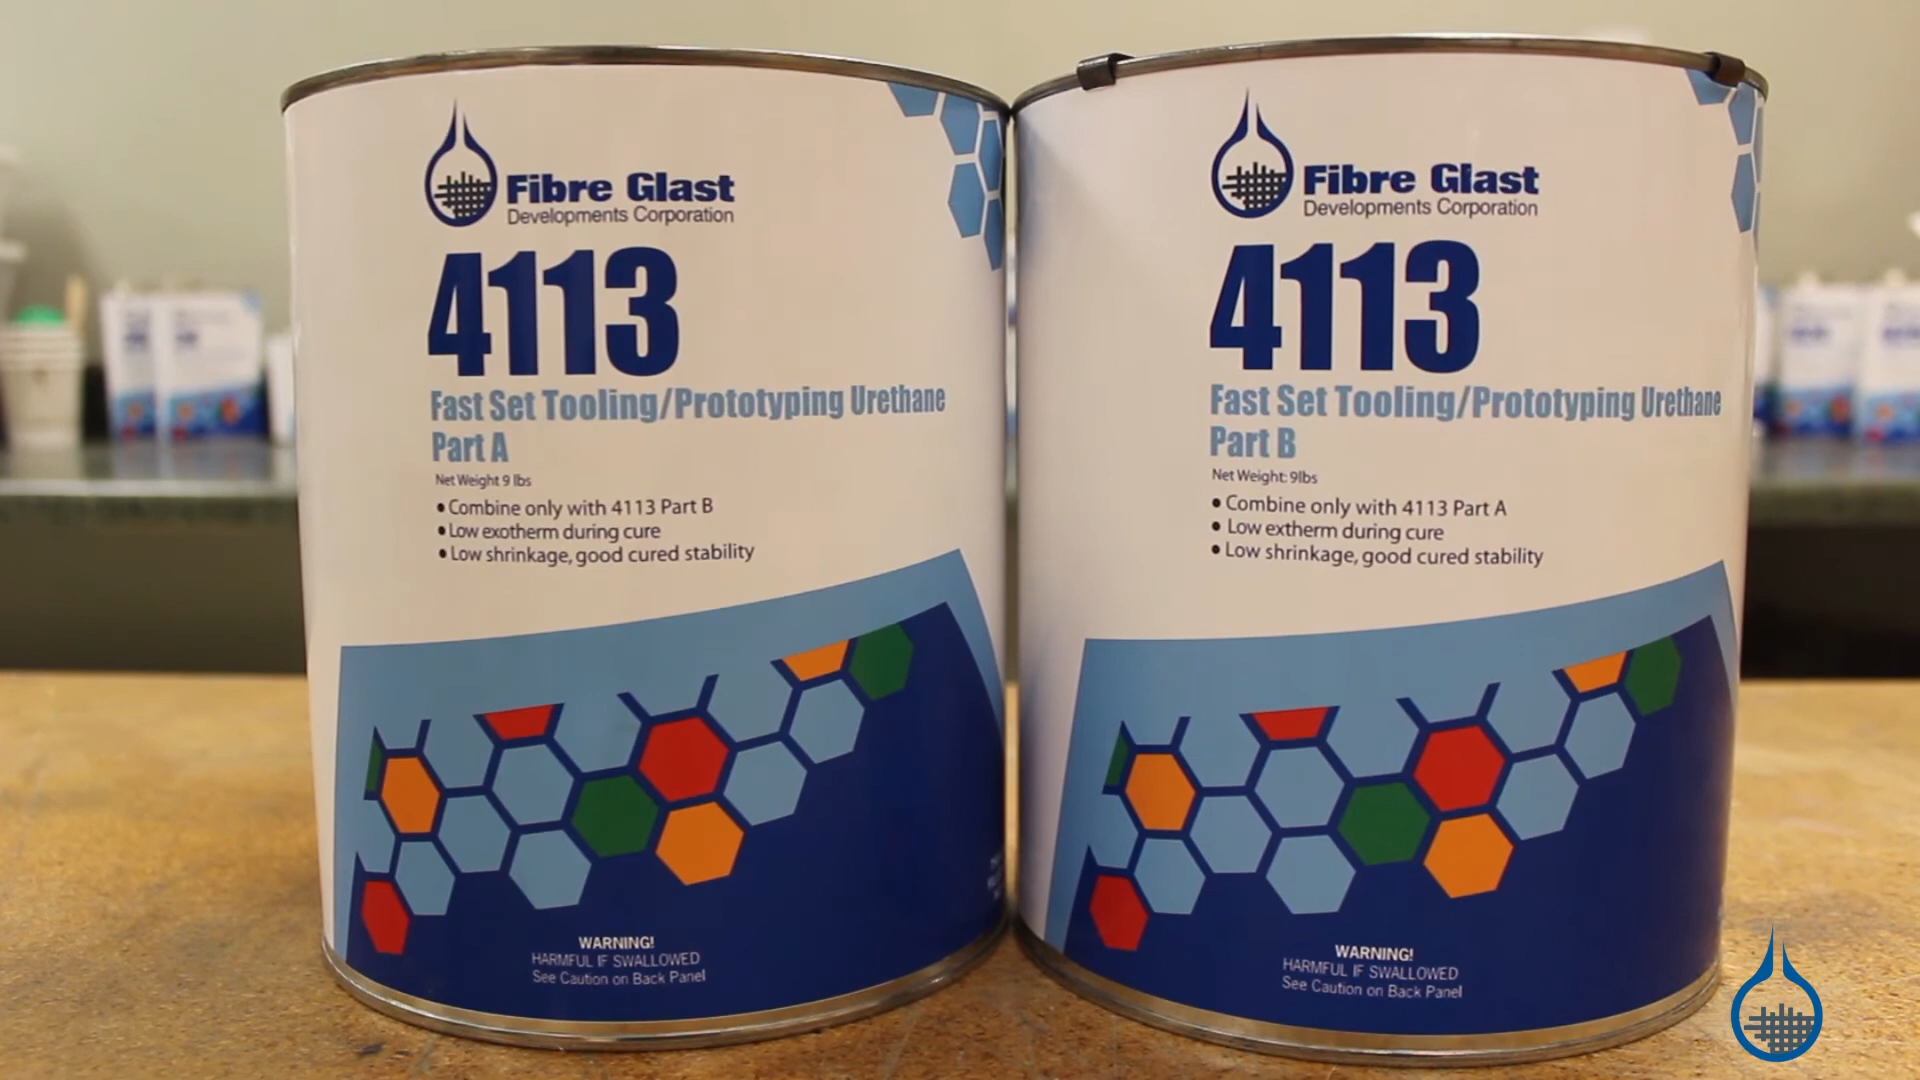 Fibre Glast
Developments Corporation
4113
Fast Set Tooling/Prototyping Urethane
Part A
Net Weight 9 lbs
• Combine only with 4113 Part B
• Low exotherm during cure
• Low shrinkage, good cured stability
WARNING!
HARMFUL IF SWALLOWED
See Caution on Back Panel
Fibre Glast
Developments Corporation
4113
Fast Set Tooling/Prototyping Urethane
Part B
Net Weight: 9lbs
• Combine only with 4113 Part A
• Low extherm during cure
• Low shrinkage, good cured stability
WARNING!
HARMFUL IF SWALLOWED
See Caution on Back Panel